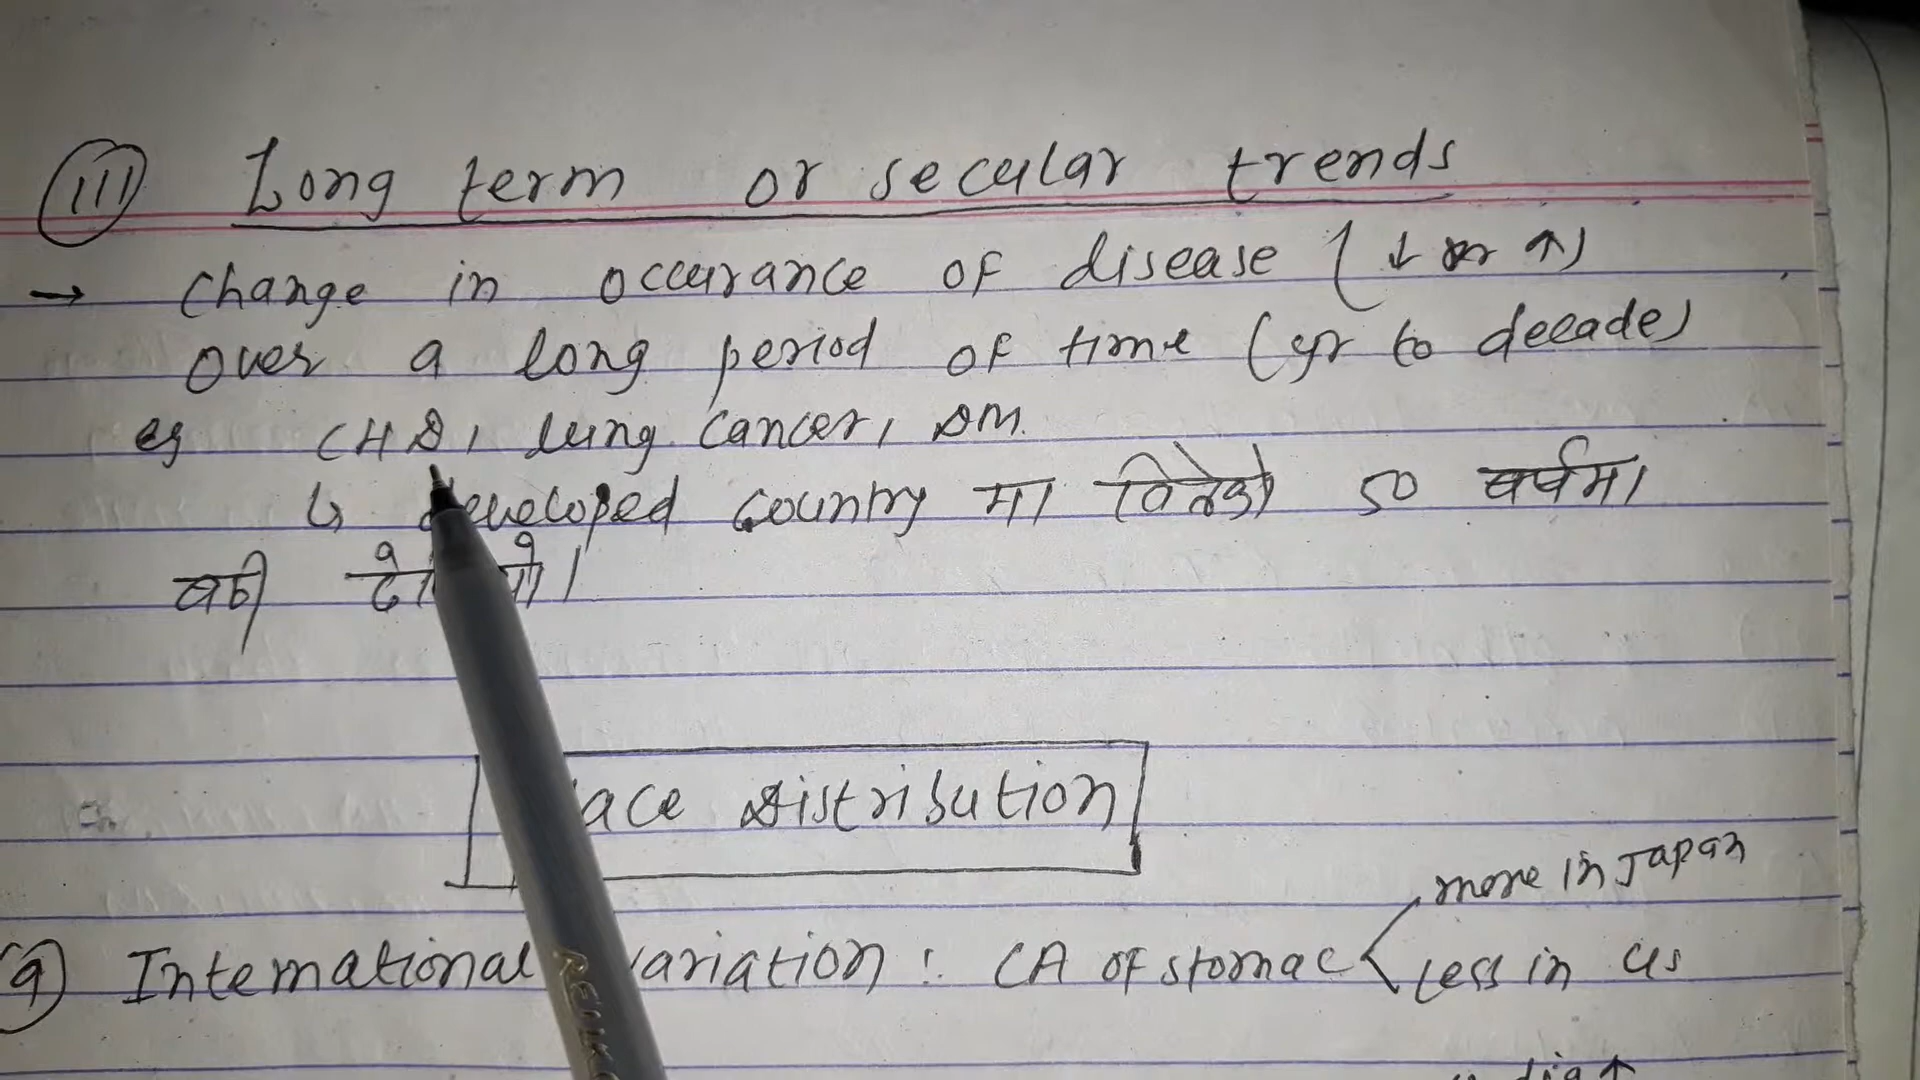 (iii) Long term or secular trends
→ change in occurance of disease (↓ or ↑)
over a long period of time (yr to decade)
eg CHD, lung cancer, DM.
↳ developed country मा वितेको 50 वर्षमा
बढी
ace Distribution
more in Japan
(a) International variation : CA of stomac < less in us
REL